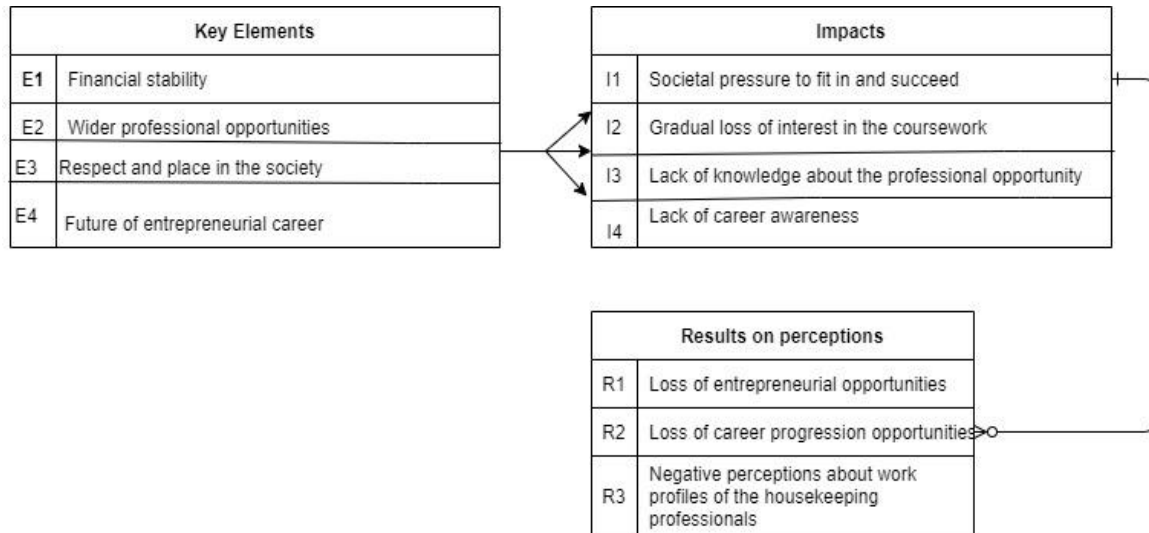 Key Elements
E1 Financial stability
E2 Wider professional opportunities
E3 Respect and place in the society
E4 Future of entrepreneurial career
Impacts
I1 Societal pressure to fit in and succeed
I2 Gradual loss of interest in the coursework
I3 Lack of knowledge about the professional opportunity
I4 Lack of career awareness
Results on perceptions
R1 Loss of entrepreneurial opportunities
R2 Loss of career progression opportunities
R3 Negative perceptions about work
profiles of the housekeeping
professionals